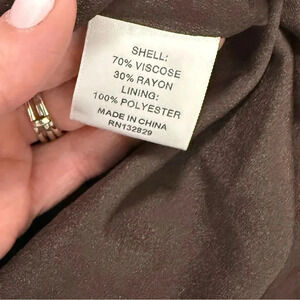 SHELL:
70% VISCOSE
30% RAYON
LINING:
100% POLYESTER
MADE IN CHINA
RN132829